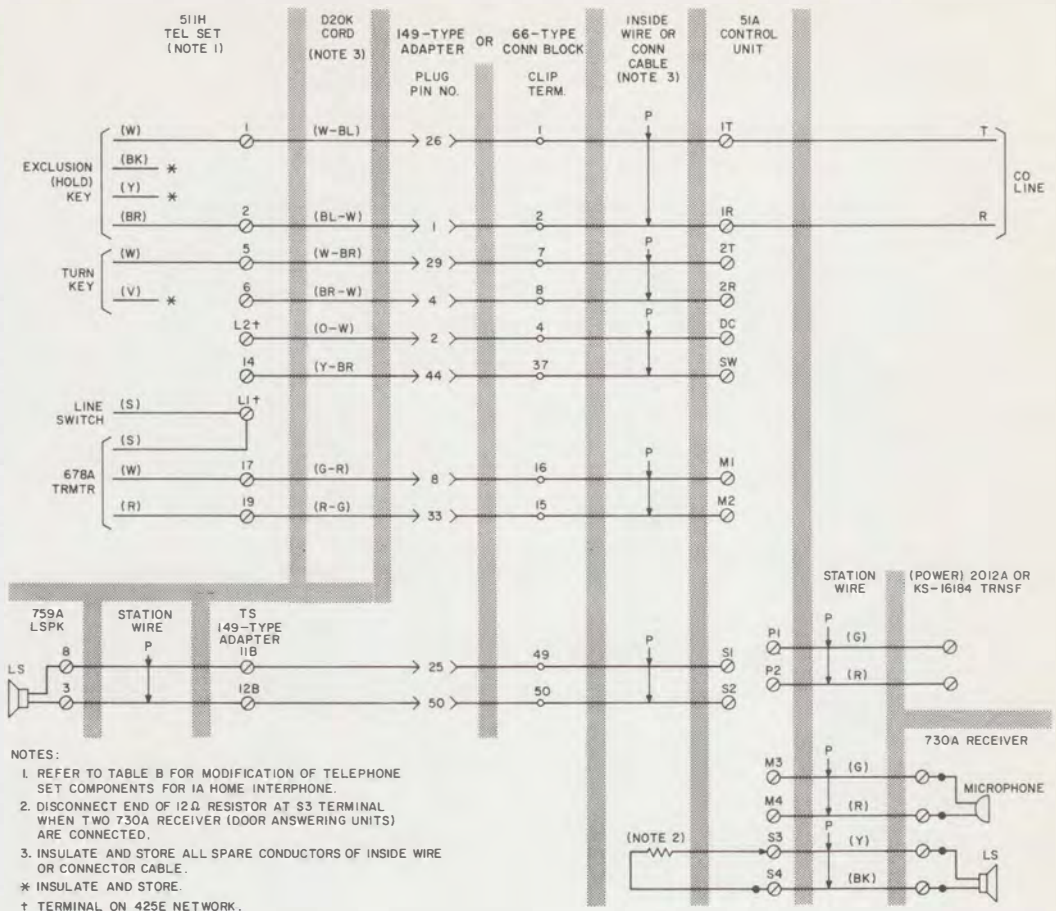 511H
TEL SET
(NOTE 1)
D20K
CORD
(NOTE 3)
149-TYPE
ADAPTER
OR
66-TYPE
CONN BLOCK
INSIDE
WIRE OR
CONN
CABLE
(NOTE 3)
51A
CONTROL
UNIT
PLUG
PIN NO.
CLIP
TERM.
EXCLUSION
(HOLD)
KEY
(W) 1 (W-BL) 26 1 P 1T T
(BK) *
(Y) *
(BR) 2 (BL-W) 1 2 1R R
CO
LINE
TURN
KEY
(W) 5 (W-BR) 29 7 P 2T
(V) * 6 (BR-W) 4 8 2R
L2† (O-W) 2 4 P DC
14 (Y-BR 44 37 SW
LINE
SWITCH
(S) L1†
678A
TRMTR
(S)
(W) 17 (G-R) 8 16 P M1
(R) 19 (R-G) 33 15 M2
759A
LSPK
STATION
WIRE
TS
149-TYPE
ADAPTER
STATION
WIRE
(POWER) 2012A OR
KS-16184 TRNSF
LS 8 P 11B 25 49 P S1
3 12B 50 50 S2
P1 P (G)
P2 (R)
730A RECEIVER
M3 P (G)
M4 (R)
MICROPHONE
(NOTE 2) S3 P (Y)
S4 (BK)
LS
NOTES:
1. REFER TO TABLE B FOR MODIFICATION OF TELEPHONE
SET COMPONENTS FOR 1A HOME INTERPHONE.
2. DISCONNECT END OF 12Ω RESISTOR AT S3 TERMINAL
WHEN TWO 730A RECEIVER (DOOR ANSWERING UNITS)
ARE CONNECTED.
3. INSULATE AND STORE ALL SPARE CONDUCTORS OF INSIDE WIRE
OR CONNECTOR CABLE.
* INSULATE AND STORE.
† TERMINAL ON 425E NETWORK.